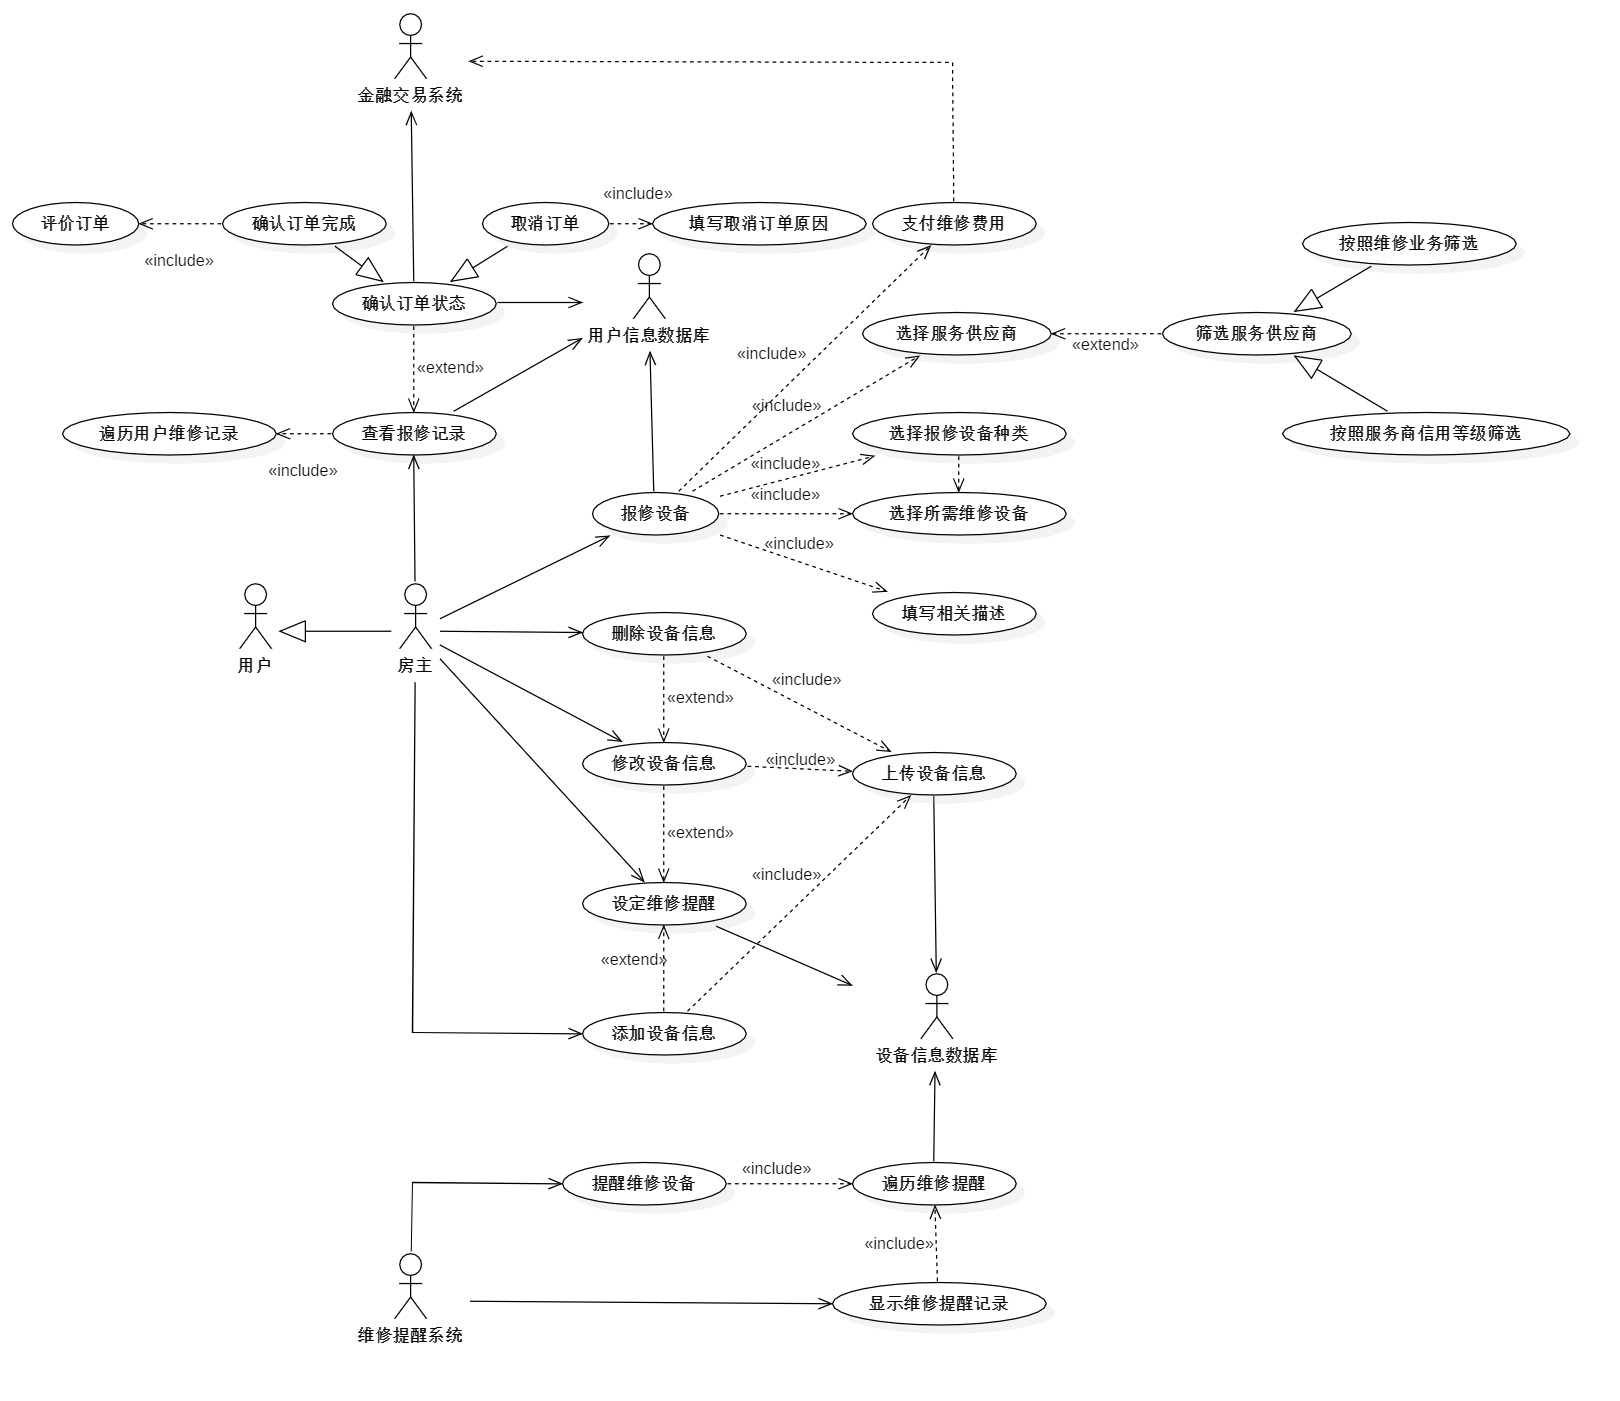 金融交易系统
«include»
评价订单
确认订单完成
取消订单
填写取消订单原因
支付维修费用
按照维修业务筛选
«include»
确认订单状态
用户信息数据库
选择服务供应商
筛选服务供应商
«extend»
«include»
«extend»
«include»
遍历用户维修记录
查看报修记录
选择报修设备种类
按照服务商信用等级筛选
«include»
«include»
«include»
报修设备
选择所需维修设备
«include»
填写相关描述
用户
房主
删除设备信息
«include»
«extend»
修改设备信息
«include»
上传设备信息
«extend»
«include»
设定维修提醒
«extend»
添加设备信息
设备信息数据库
«include»
提醒维修设备
遍历维修提醒
«include»
显示维修提醒记录
维修提醒系统